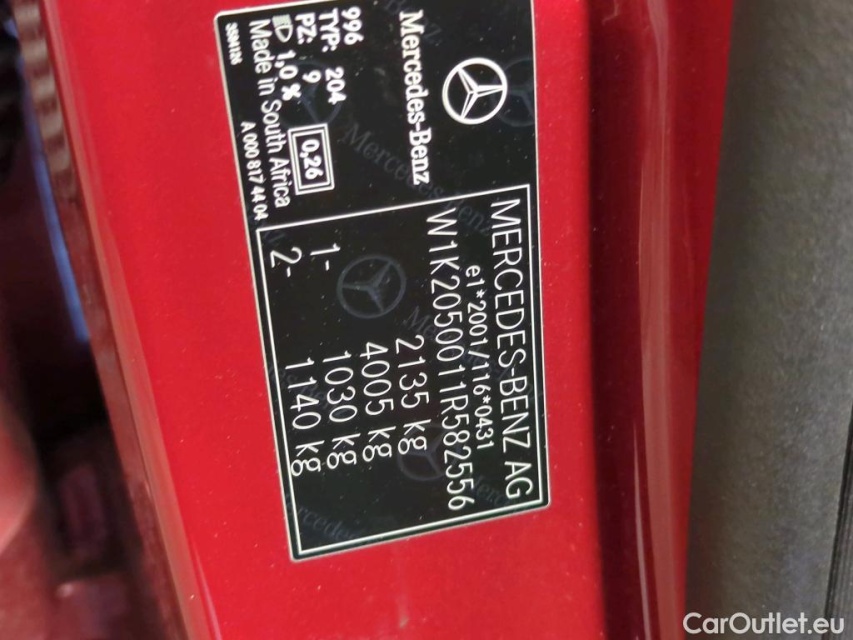 Mercedes-Benz
996
TYP: 204
PZ: 9
1,0 %
0,26
Made in South Africa
3504126
A 000 817 44 04
MERCEDES-BENZ AG
e1*2001/116*0431
W1K2050011R582556
2135 kg
4005 kg
1- 1030 kg
2- 1140 kg
CarOutlet.eu